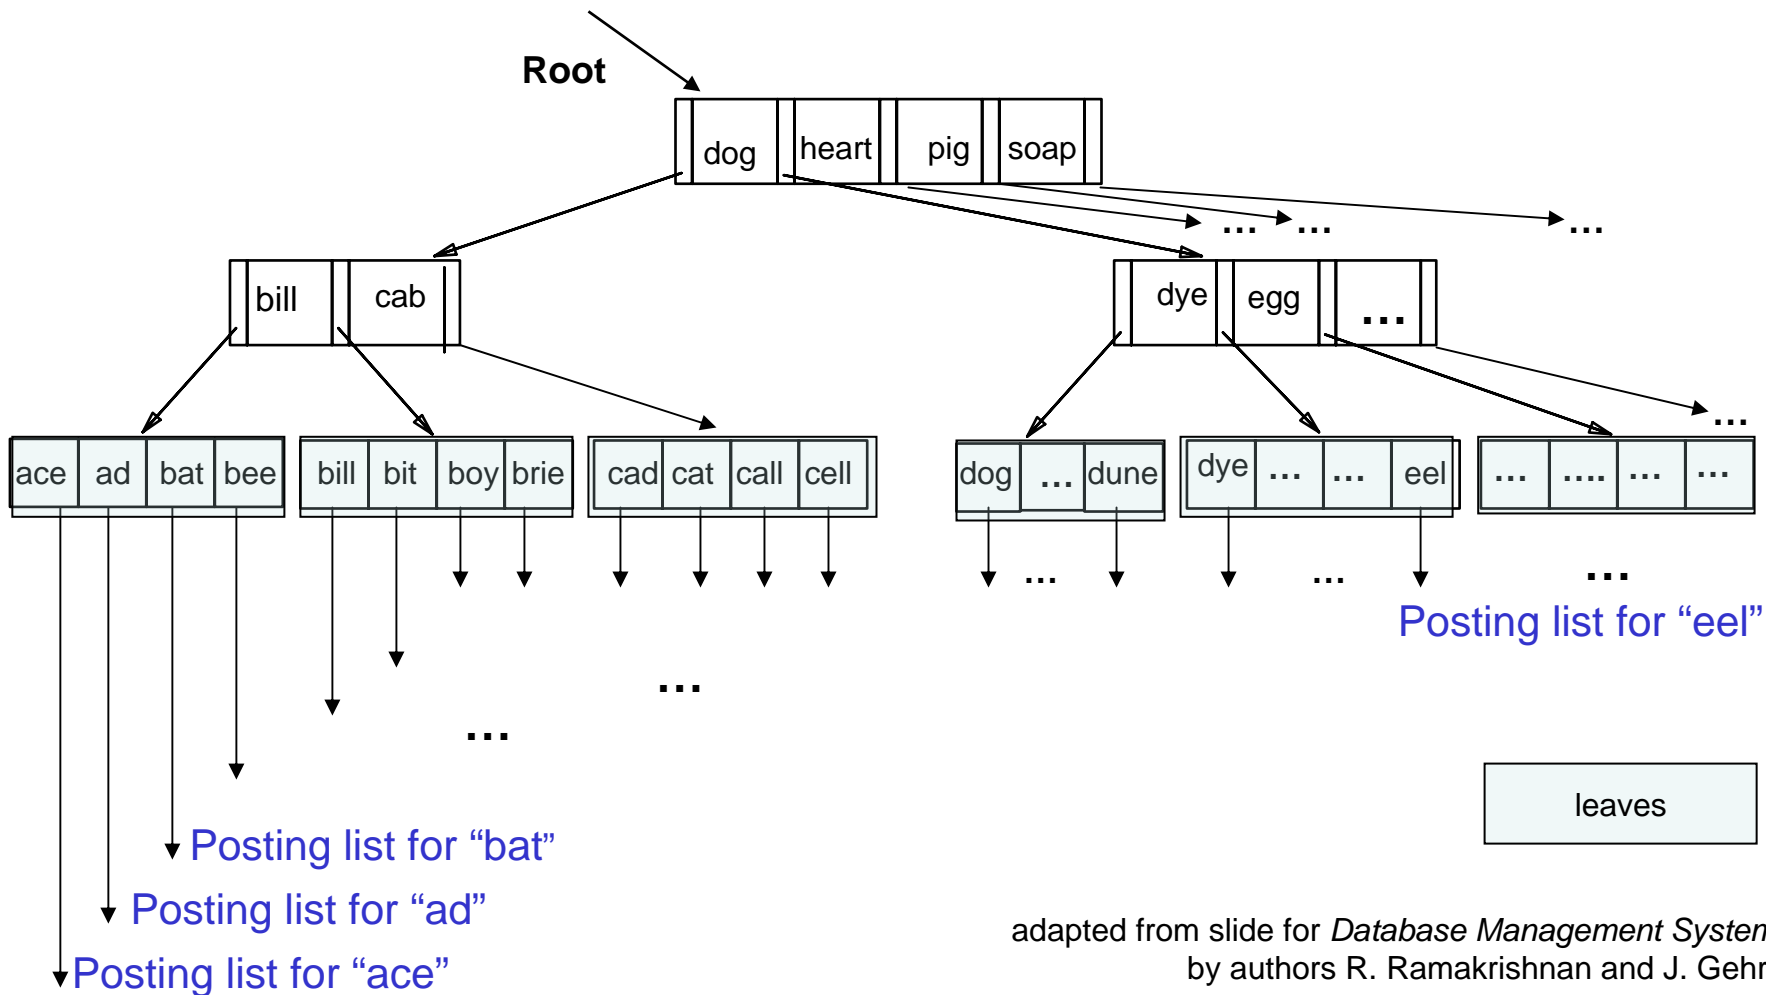 Root
dog heart pig soap
... ... ...
bill cab
dye egg ...
...
ace ad bat bee bill bit boy brie cad cat call cell dog ... dune dye ... ... eel ... .... ... ...
... ... ...
Posting list for “eel”
...
...
leaves
Posting list for “bat”
Posting list for “ad”
Posting list for “ace”
adapted from slide for Database Management System
by authors R. Ramakrishnan and J. Gehr